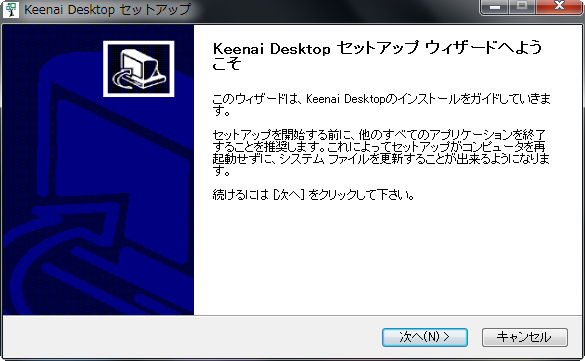 Keenai Desktop セットアップ
Keenai Desktop セットアップ ウィザードへよう
こそ
このウィザードは、Keenai Desktopのインストールをガイドしていきま
す。
セットアップを開始する前に、他のすべてのアプリケーションを終了
することを推奨します。これによってセットアップがコンピュータを再
起動せずに、システム ファイルを更新することが出来るようになりま
す。
続けるには [次へ] をクリックして下さい。
次へ(N) >
キャンセル